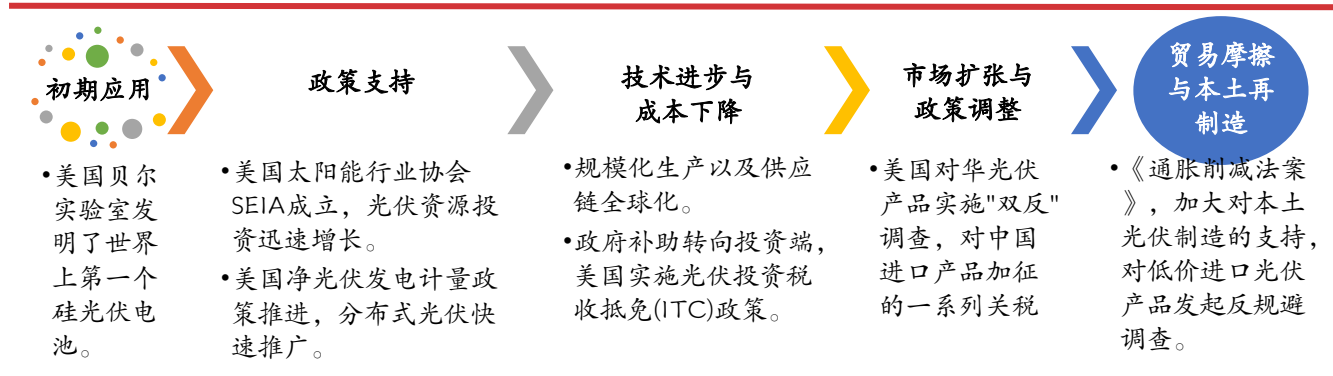 初期应用
•美国贝尔
实验室发
明了世界
上第一个
硅光伏电
池。
政策支持
•美国太阳能行业协会
SEIA成立，光伏资源投
资迅速增长。
•美国净光伏发电计量政
策推进，分布式光伏快
速推广。
技术进步与
成本下降
•规模化生产以及供应
链全球化。
•政府补助转向投资端，
美国实施光伏投资税
收抵免(ITC)政策。
市场扩张与
政策调整
•美国对华光伏
产品实施"双反"
调查，对中国
进口产品加征
的一系列关税
贸易摩擦
与本土再
制造
•《通胀削减法案
》，加大对本土
光伏制造的支持，
对低价进口光伏
产品发起反规避
调查。